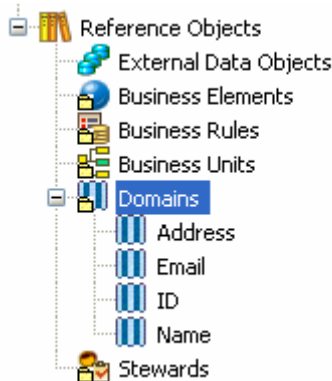 Reference Objects
External Data Objects
Business Elements
Business Rules
Business Units
Domains
Address
Email
ID
Name
Stewards